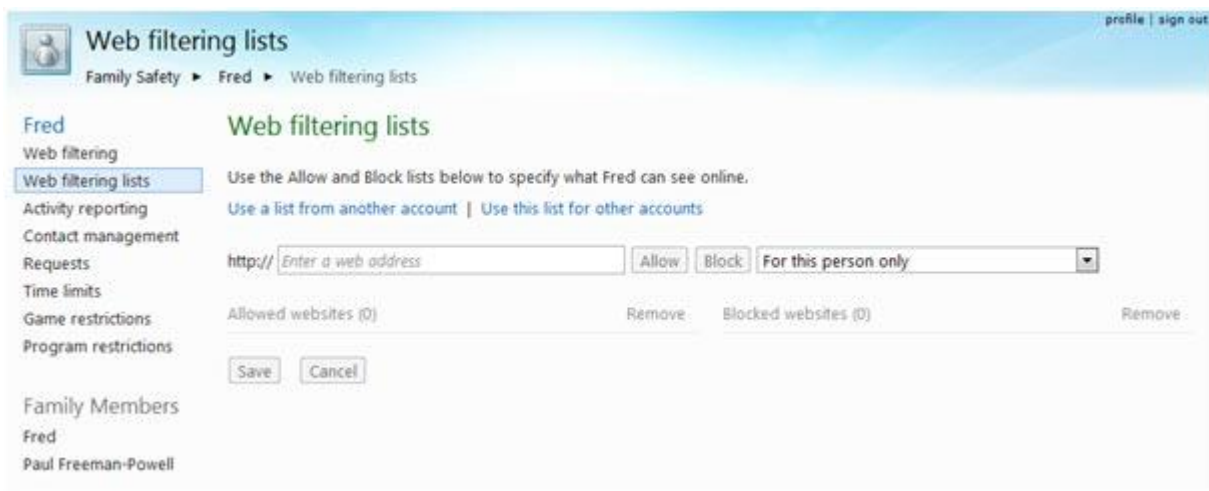 profile | sign out
Web filtering lists
Family Safety ► Fred ► Web filtering lists
Fred
Web filtering
Web filtering lists
Activity reporting
Contact management
Requests
Time limits
Game restrictions
Program restrictions
Family Members
Fred
Paul Freeman-Powell
Web filtering lists
Use the Allow and Block lists below to specify what Fred can see online.
Use a list from another account | Use this list for other accounts
http:// Enter a web address Allow Block For this person only
Allowed websites (0) Remove Blocked websites (0) Remove
Save Cancel